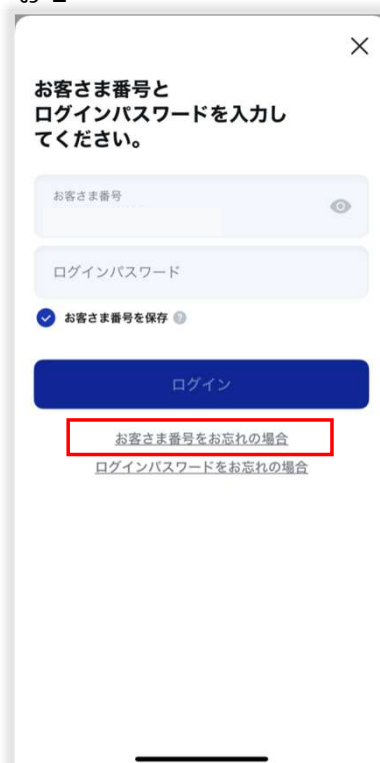 お客さま番号と
ログインパスワードを入力し
てください。
お客さま番号
ログインパスワード
お客さま番号を保存 ?
ログイン
お客さま番号をお忘れの場合
ログインパスワードをお忘れの場合